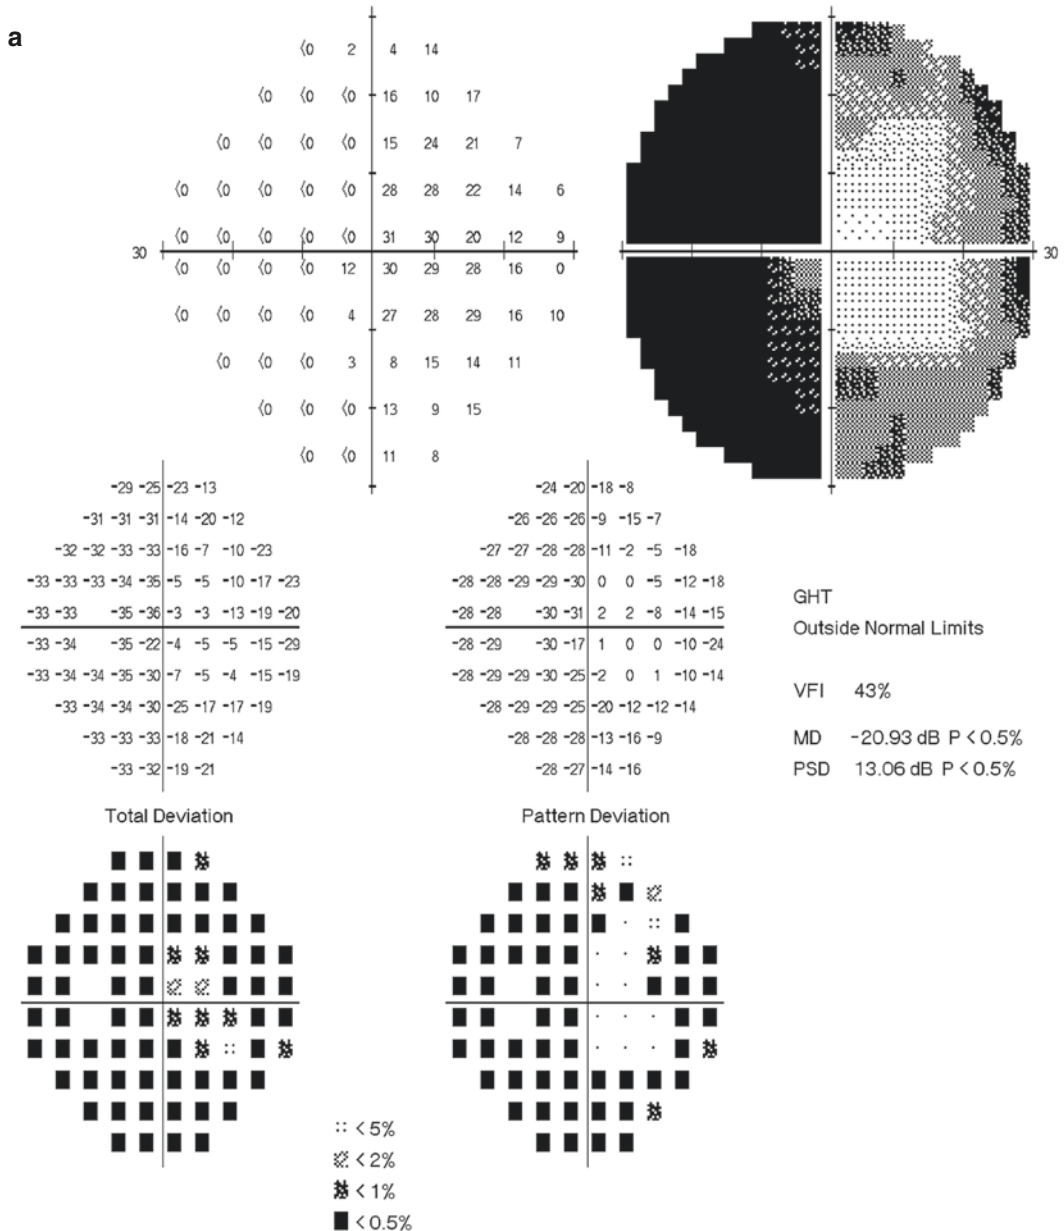 a
<0 2 4 14
<0 <0 <0 16 10 17
<0 <0 <0 <0 15 24 21 7
<0 <0 <0 <0 <0 28 28 22 14 6
<0 <0 <0 <0 <0 31 30 20 12 9
30 30
<0 <0 <0 <0 12 30 29 28 16 0
<0 <0 <0 <0 4 27 28 29 16 10
<0 <0 <0 3 8 15 14 11
<0 <0 <0 13 9 15
<0 <0 11 8
-29 -25 -23 -13
-31 -31 -31 -14 -20 -12
-32 -32 -33 -33 -16 -7 -10 -23
-33 -33 -33 -34 -35 -5 -5 -10 -17 -23
-33 -33 -35 -36 -3 -3 -13 -19 -20
-33 -34 -35 -22 -4 -5 -5 -15 -29
-33 -34 -34 -35 -30 -7 -5 -4 -15 -19
-33 -34 -34 -30 -25 -17 -17 -19
-33 -33 -33 -18 -21 -14
-33 -32 -19 -21
Total Deviation
-24 -20 -18 -8
-26 -26 -26 -9 -15 -7
-27 -27 -28 -28 -11 -2 -5 -18
-28 -28 -29 -29 -30 0 0 -5 -12 -18
-28 -28 -30 -31 2 2 -8 -14 -15
-28 -29 -30 -17 1 0 0 -10 -24
-28 -29 -29 -30 -25 -2 0 1 -10 -14
-28 -29 -29 -25 -20 -12 -12 -14
-28 -28 -28 -13 -16 -9
-28 -27 -14 -16
Pattern Deviation
GHT
Outside Normal Limits
VFI 43%
MD -20.93 dB P < 0.5%
PSD 13.06 dB P < 0.5%
< 5%
< 2%
< 1%
< 0.5%